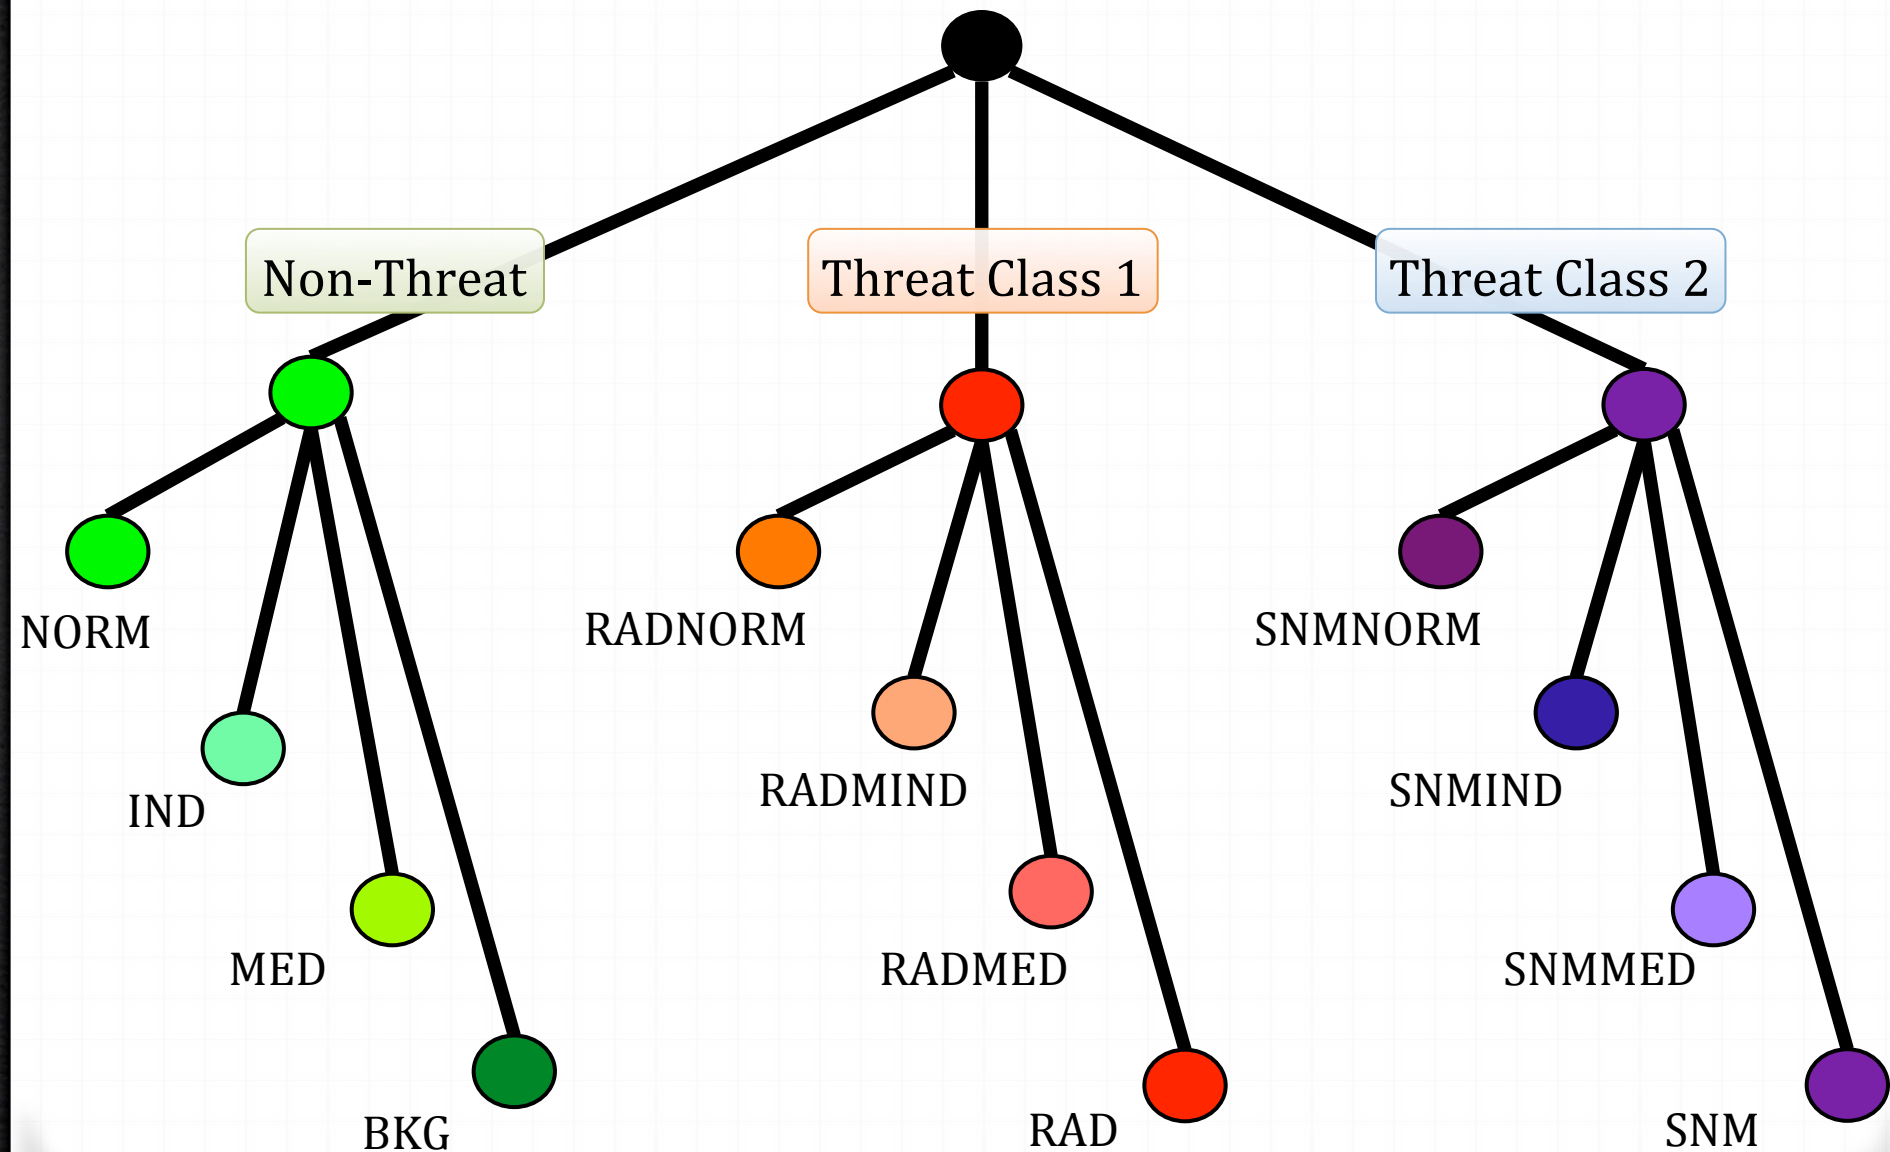 Non-Threat
Threat Class 1
Threat Class 2
NORM
RADNORM
SNMNORM
IND
RADMIND
SNMIND
MED
RADMED
SNMMED
BKG
RAD
SNM